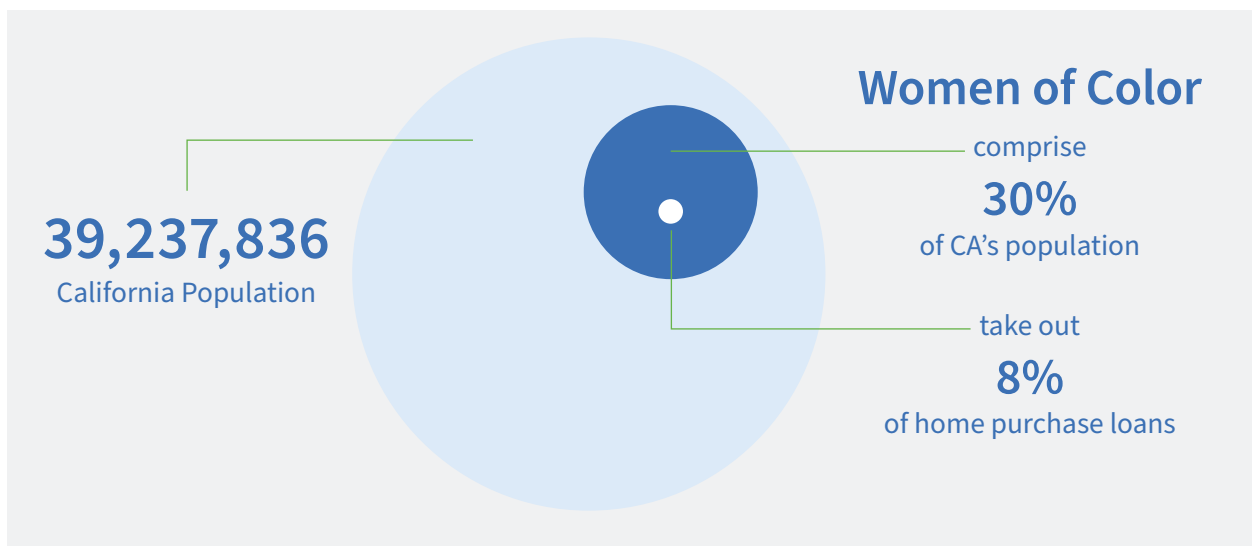 39,237,836
California Population
Women of Color
comprise
30%
of CA’s population
take out
8%
of home purchase loans